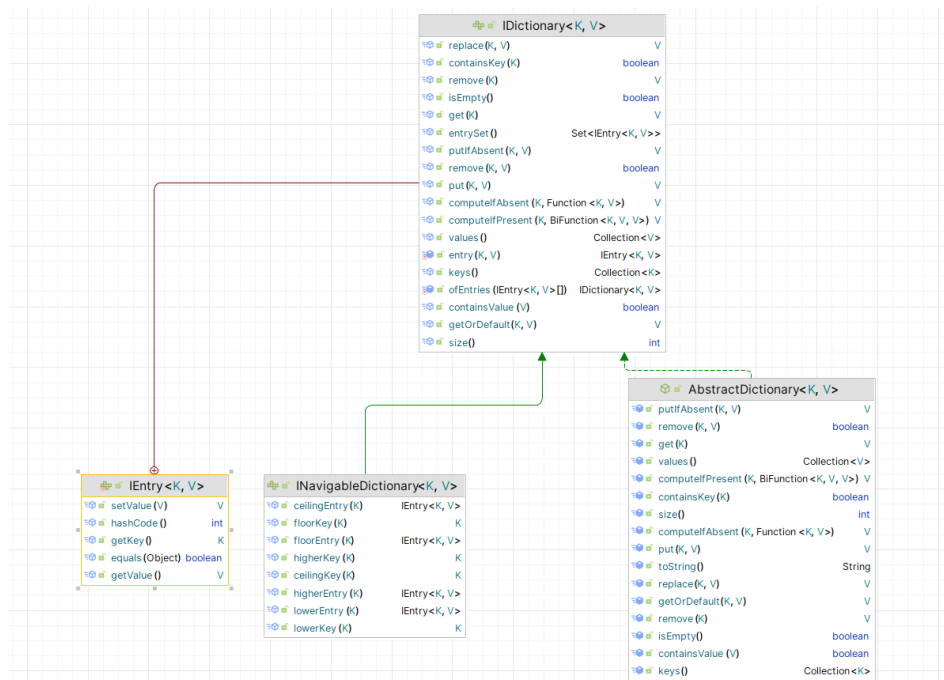 IDictionary<K, V>
replace(K, V) V
containsKey(K) boolean
remove(K) V
isEmpty() boolean
get(K) V
entrySet() Set<IEntry<K, V>>
putIfAbsent(K, V) V
remove(K, V) boolean
put(K, V) V
computeIfAbsent(K, Function<K, V>) V
computeIfPresent(K, BiFunction<K, V, V>) V
values() Collection<V>
entry(K, V) IEntry<K, V>
keys() Collection<K>
ofEntries(IEntry<K, V>[]) IDictionary<K, V>
containsValue(V) boolean
getOrDefault(K, V) V
size() int
IEntry<K, V>
setValue(V) V
hashCode() int
getKey() K
equals(Object) boolean
getValue() V
INavigableDictionary<K, V>
ceilingEntry(K) IEntry<K, V>
floorKey(K) K
floorEntry(K) IEntry<K, V>
higherKey(K) K
ceilingKey(K) K
higherEntry(K) IEntry<K, V>
lowerEntry(K) IEntry<K, V>
lowerKey(K) K
AbstractDictionary<K, V>
putIfAbsent(K, V) V
remove(K, V) boolean
get(K) V
values() Collection<V>
computeIfPresent(K, BiFunction<K, V, V>) V
containsKey(K) boolean
size() int
computeIfAbsent(K, Function<K, V>) V
put(K, V) V
toString() String
replace(K, V) V
getOrDefault(K, V) V
remove(K) V
isEmpty() boolean
containsValue(V) boolean
keys() Collection<K>